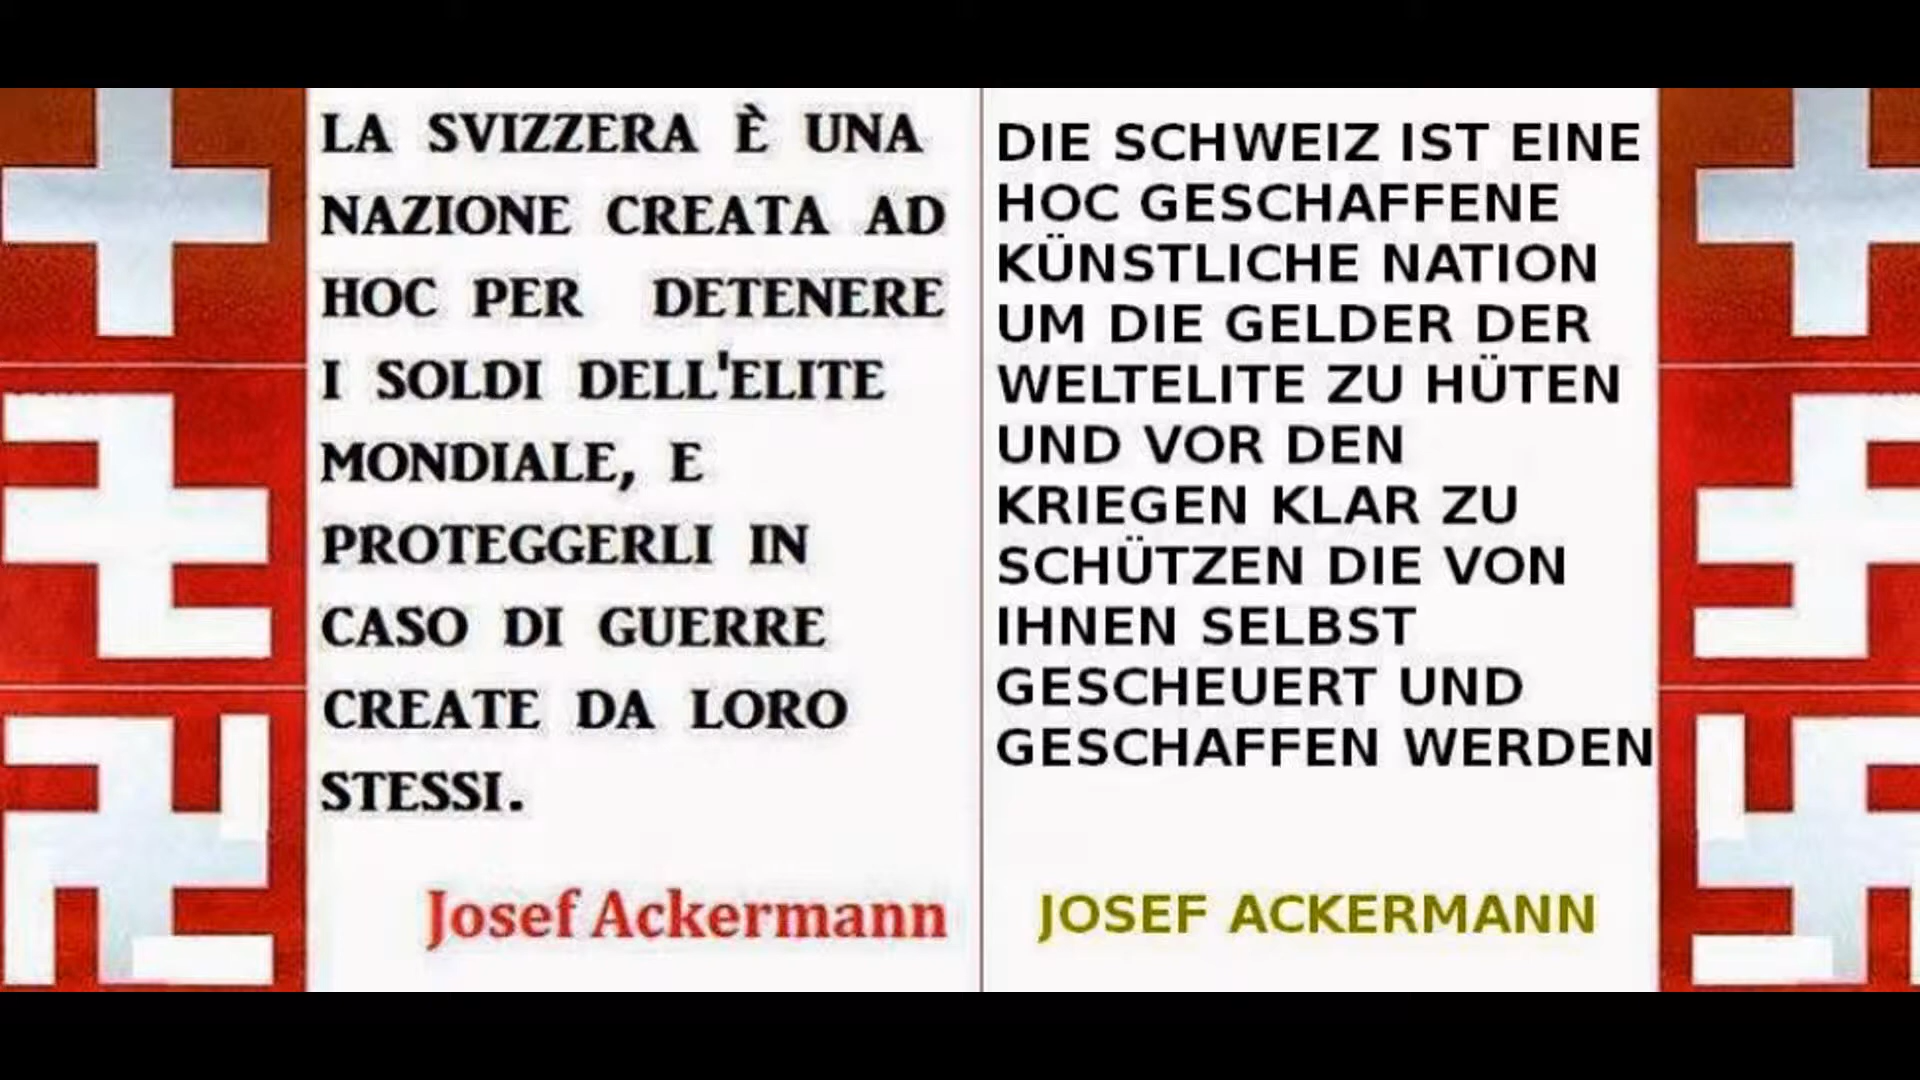 LA SVIZZERA È UNA
NAZIONE CREATA AD
HOC PER DETENERE
I SOLDI DELL'ELITE
MONDIALE, E
PROTEGGERLI IN
CASO DI GUERRE
CREATE DA LORO
STESSI.
Josef Ackermann
DIE SCHWEIZ IST EINE
HOC GESCHAFFENE
KÜNSTLICHE NATION
UM DIE GELDER DER
WELTELITE ZU HÜTEN
UND VOR DEN
KRIEGEN KLAR ZU
SCHÜTZEN DIE VON
IHNEN SELBST
GESCHEUERT UND
GESCHAFFEN WERDEN
JOSEF ACKERMANN